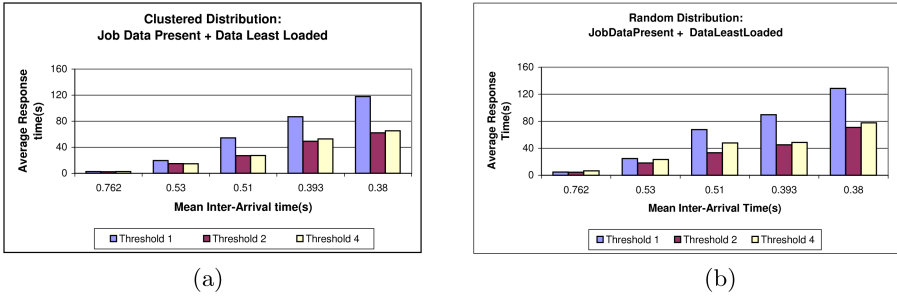 Clustered Distribution:
Job Data Present + Data Least Loaded
Average Response
time(s)
160
120
80
40
0
0.762 0.53 0.51 0.393 0.38
Mean Inter-Arrival time(s)
Threshold 1 Threshold 2 Threshold 4
(a)
Random Distribution:
JobDataPresent + DataLeastLoaded
Average Response
Time(s)
160
120
80
40
0
0.762 0.53 0.51 0.393 0.38
Mean Inter-Arrival Time(s)
Threshold 1 Threshold 2 Threshold 4
(b)